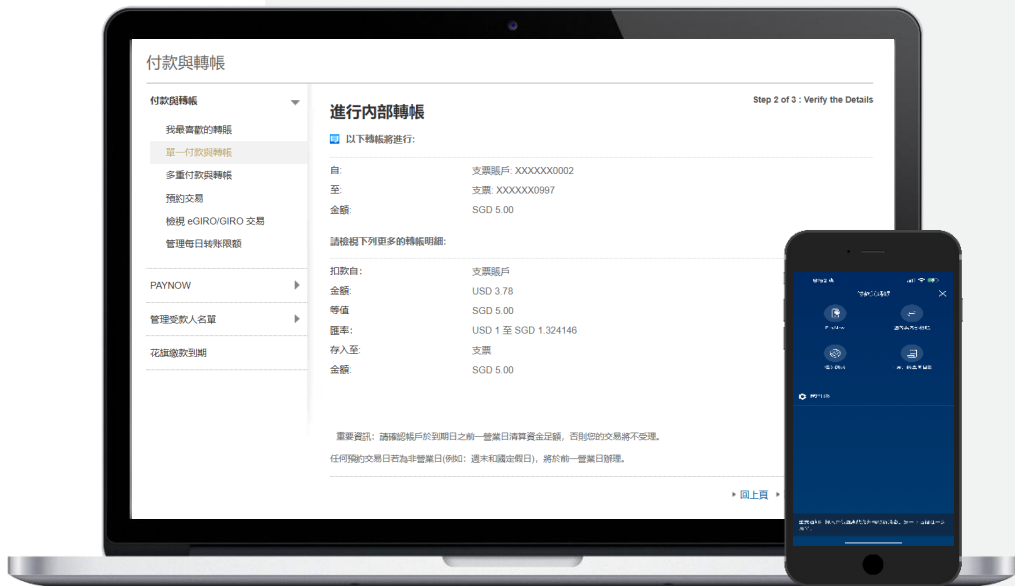 付款與轉帳
付款與轉帳
我最喜歡的轉賬
單一付款與轉帳
多重付款與轉帳
預約交易
檢視 eGIRO/GIRO 交易
管理每日转账限额
PAYNOW
管理受款人名單
花旗繳款到期
Step 2 of 3 : Verify the Details
進行內部轉帳
以下轉帳將進行:
自: 支票賬戶: XXXXXX0002
至: 支票: XXXXXX0997
金額: SGD 5.00
請檢視下列更多的轉帳明細:
扣款自: 支票賬戶
金額: USD 3.78
等值 SGD 5.00
匯率: USD 1 至 SGD 1.324146
存入至: 支票
金額: SGD 5.00
重要資訊: 請確認帳戶於到期日之前一營業日清算資金足額, 否則您的交易將不受理。
任何預約交易日若為非營業日(例如: 週末和國定假日), 將於前一營業日辦理。
回上頁